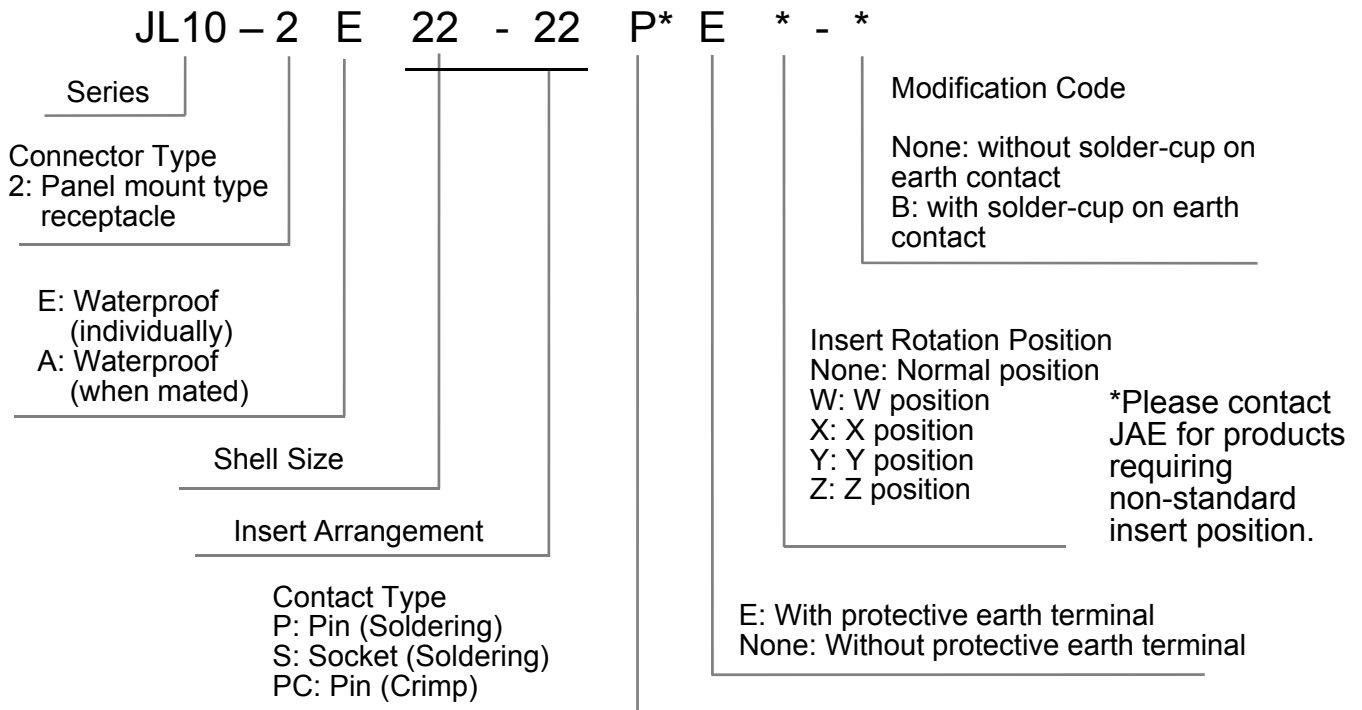 JL10 – 2 E 22 - 22 P* E * - *
Series
Connector Type
2: Panel mount type
receptacle
E: Waterproof
(individually)
A: Waterproof
(when mated)
Shell Size
Insert Arrangement
Contact Type
P: Pin (Soldering)
S: Socket (Soldering)
PC: Pin (Crimp)
E: With protective earth terminal
None: Without protective earth terminal
Insert Rotation Position
None: Normal position
W: W position
X: X position
Y: Y position
Z: Z position
*Please contact
JAE for products
requiring
non-standard
insert position.
Modification Code
None: without solder-cup on
earth contact
B: with solder-cup on earth
contact